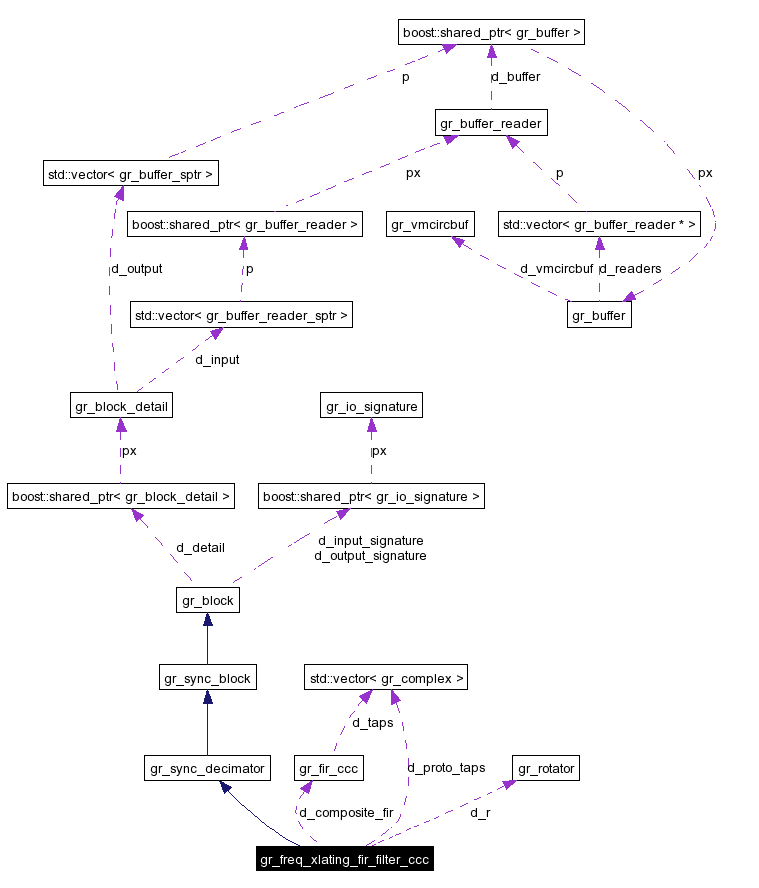 boost::shared_ptr< gr_buffer >
p
d_buffer
gr_buffer_reader
std::vector< gr_buffer_sptr >
px
p
px
boost::shared_ptr< gr_buffer_reader >
gr_vmcircbuf
std::vector< gr_buffer_reader * >
d_output
p
d_vmcircbuf
d_readers
std::vector< gr_buffer_reader_sptr >
gr_buffer
d_input
gr_block_detail
gr_io_signature
px
px
boost::shared_ptr< gr_block_detail >
boost::shared_ptr< gr_io_signature >
d_detail
d_input_signature
d_output_signature
gr_block
gr_sync_block
std::vector< gr_complex >
d_taps
gr_sync_decimator
gr_fir_ccc
d_proto_taps
gr_rotator
d_composite_fir
d_r
gr_freq_xlating_fir_filter_ccc